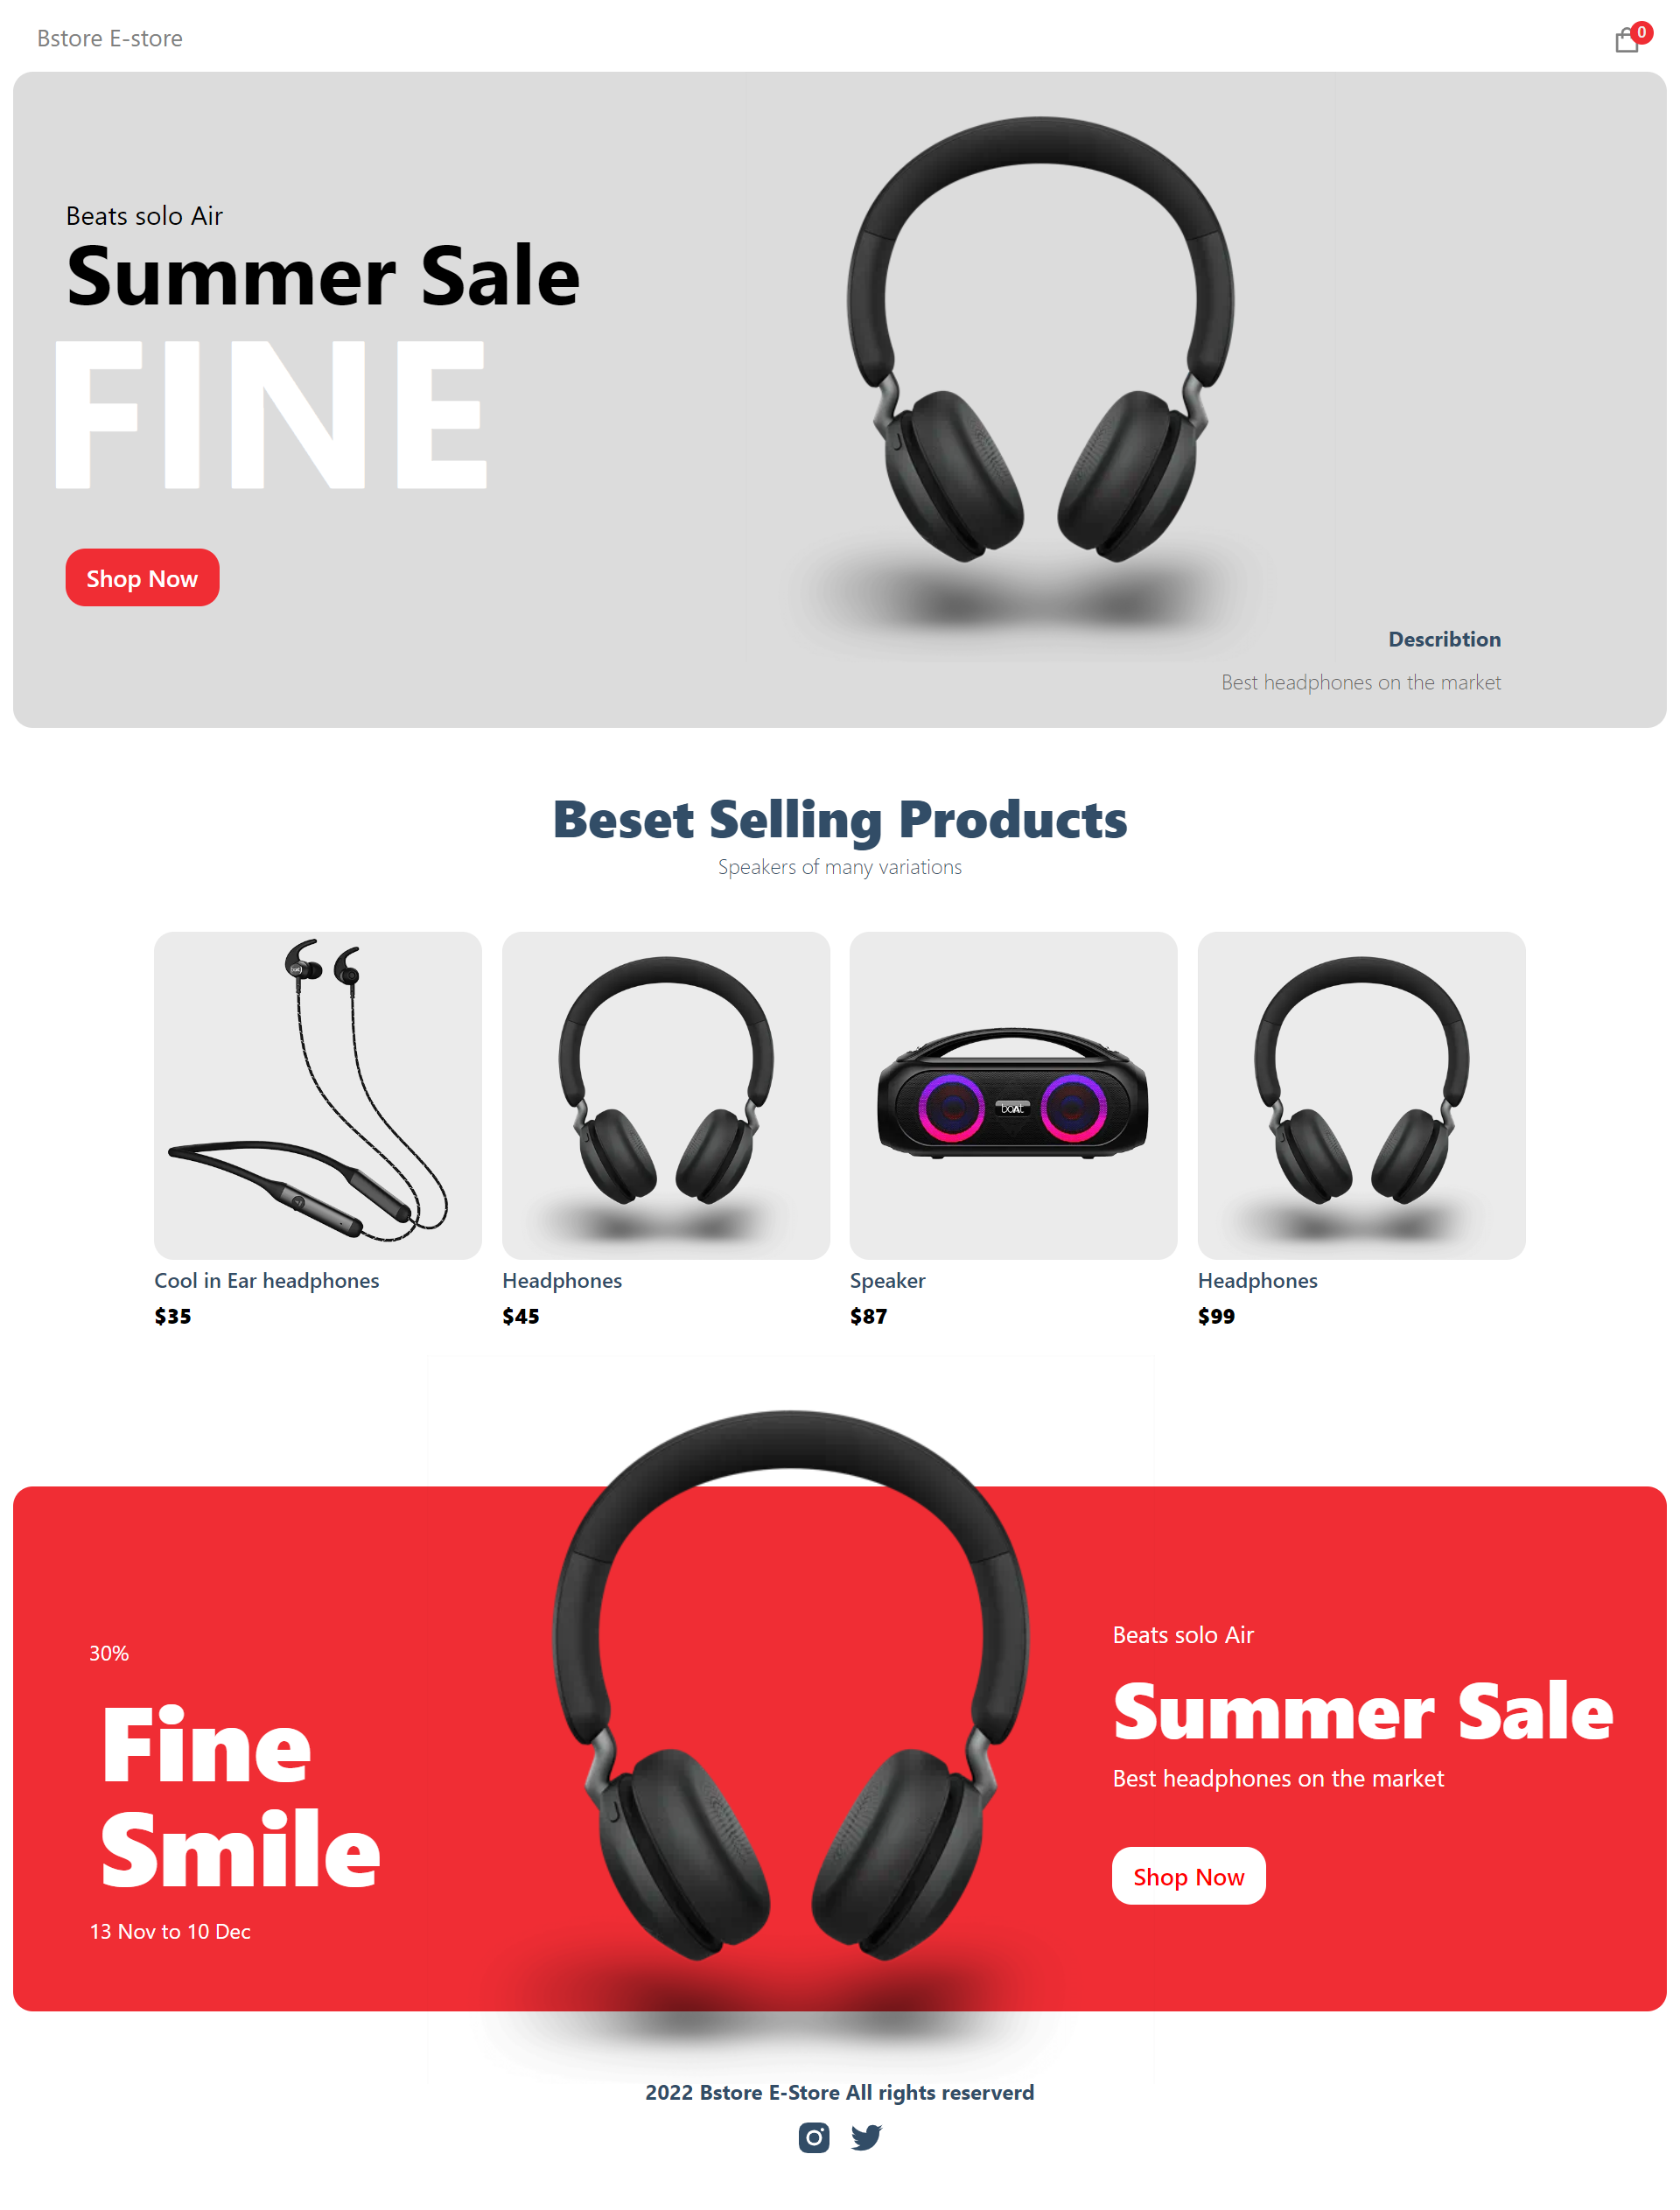 Bstore E-store
0
Beats solo Air
Summer Sale
FINE
Shop Now
Describtion
Best headphones on the market
Beset Selling Products
Speakers of many variations
boAt
Cool in Ear headphones
$35
Headphones
$45
Speaker
$87
Headphones
$99
30%
Fine
Smile
13 Nov to 10 Dec
Beats solo Air
Summer Sale
Best headphones on the market
Shop Now
2022 Bstore E-Store All rights reserverd